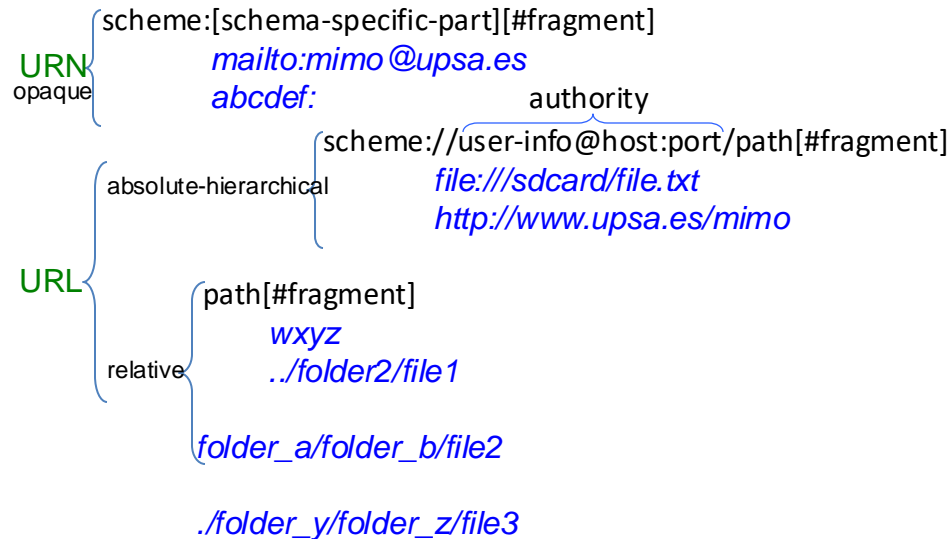 scheme:[schema-specific-part][#fragment]
URN
opaque
mailto:mimo@upsa.es
abcdef:
authority
scheme://user-info@host:port/path[#fragment]
absolute-hierarchical
file:///sdcard/file.txt
http://www.upsa.es/mimo
URL
path[#fragment]
wxyz
relative
../folder2/file1
folder_a/folder_b/file2
./folder_y/folder_z/file3